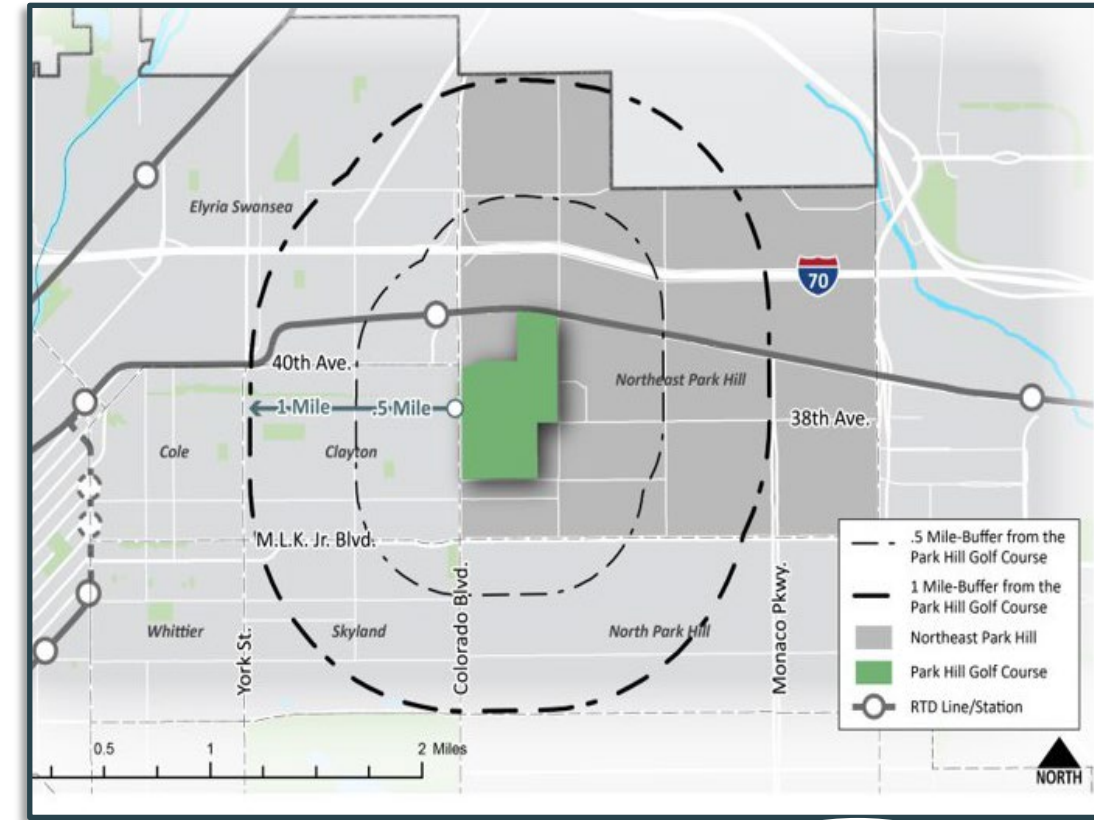 Elyria Swansea
70
40th Ave.
Northeast Park Hill
1 Mile
.5 Mile
38th Ave.
Cole
Clayton
M.L.K. Jr. Blvd.
Whittier
Skyland
North Park Hill
York St.
Colorado Blvd.
Monaco Pkwy.
.5 Mile-Buffer from the
Park Hill Golf Course
1 Mile-Buffer from the
Park Hill Golf Course
Northeast Park Hill
Park Hill Golf Course
RTD Line/Station
0.5 1 2 Miles
NORTH